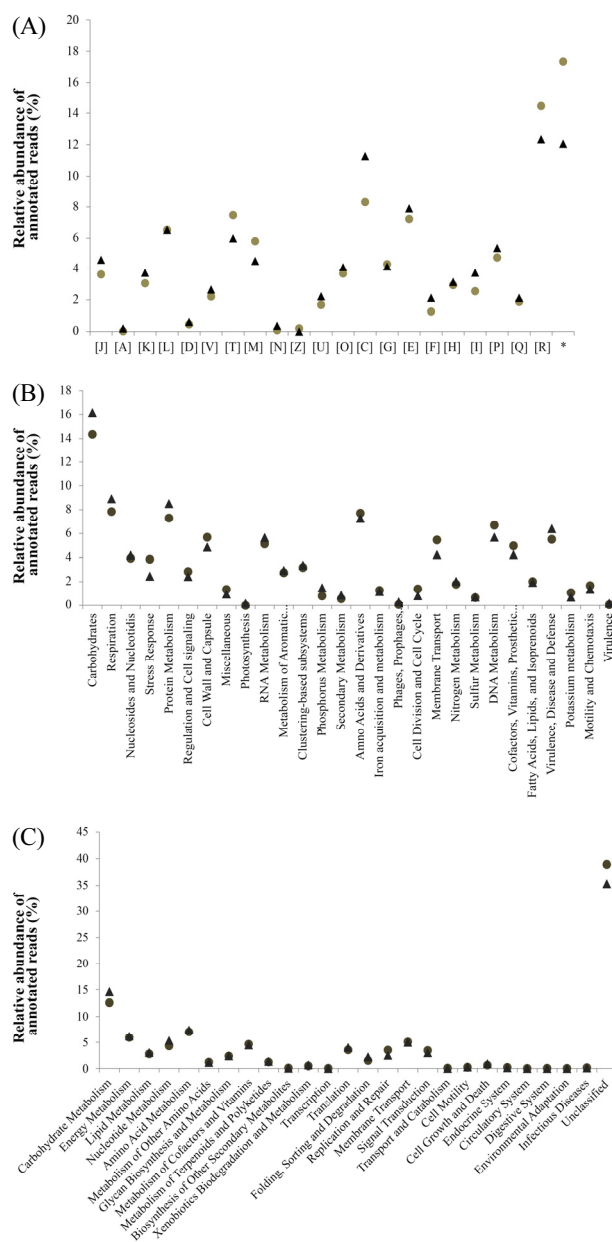 (A)
Relative abundance of
annotated reads (%)
20
18
16
14
12
10
8
6
4
2
0
[J] [A] [K] [L] [D] [V] [T] [M] [N] [Z] [U] [O] [C] [G] [E] [F] [H] [I] [P] [Q] [R] *
(B)
Relative abundance of
annotated reads (%)
18
16
14
12
10
8
6
4
2
0
Carbohydrates
Respiration
Nucleosides and Nucleotidis
Stress Response
Protein Metabolism
Regulation and Cell signaling
Cell Wall and Capsule
Miscellaneous
Photosynthesis
RNA Metabolism
Metabolism of Aromatic....
Clustering-based subsystems
Phosphorus Metabolism
Secondary Metabolism
Amino Acids and Derivatives
Iron acquisition and metabolism
Phages, Prophages,
Cell Division and Cell Cycle
Membrane Transport
Nitrogen Metabolism
Sulfur Metabolism
DNA Metabolism
Cofactors, Vitamins, Prosthetic...
Fatty Acids, Lipids, and Isoprenoids
Virulence, Disease and Defense
Potassium metabolism
Motility and Chemotaxis
Virulence
(C)
Relative abundance of
annotated reads (%)
45
40
35
30
25
20
15
10
5
0
Carbohydrate Metabolism
Energy Metabolism
Lipid Metabolism
Nucleotide Metabolism
Amino Acid Metabolism
Metabolism of Other Amino Acids
Glycan Biosynthesis and Metabolism
Metabolism of Cofactors and Vitamins
Metabolism of Terpenoids and Polyketides
Biosynthesis of Other Secondary Metabolites
Xenobiotics Biodegradation and Metabolism
Transcription
Translation
Folding, Sorting and Degradation
Replication and Repair
Membrane Transport
Signal Transduction
Transport and Catabolism
Cell Motility
Cell Growth and Death
Endocrine System
Circulatory System
Digestive System
Environmental Adaptation
Infectious Diseases
Unclassified